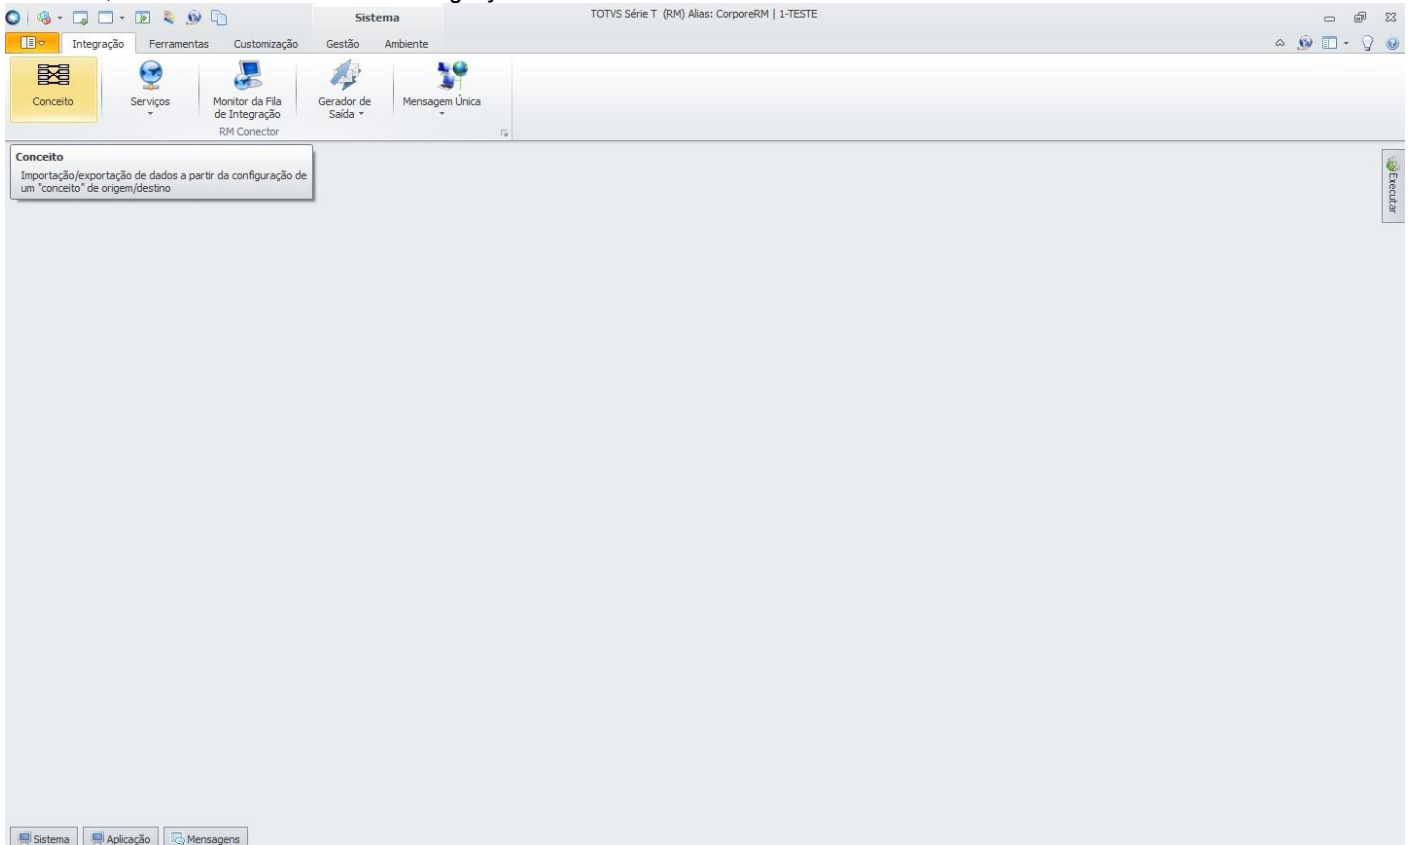 Sistema
TOTVS Série T (RM) Alias: CorporeRM | 1-TESTE
Integração Ferramentas Customização Gestão Ambiente
Conceito
Serviços
Monitor da Fila
de Integração
Gerador de
Saída
Mensagem Única
RM Conector
Conceito
Importação/exportação de dados a partir da configuração de
um "conceito" de origem/destino
Executar
Sistema Aplicação Mensagens